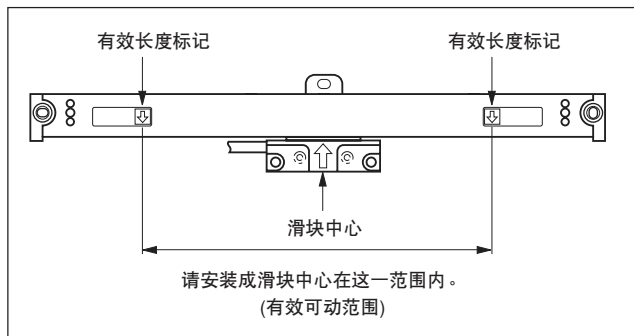 有效长度标记
有效长度标记
滑块中心
请安装成滑块中心在这一范围内。
(有效可动范围)